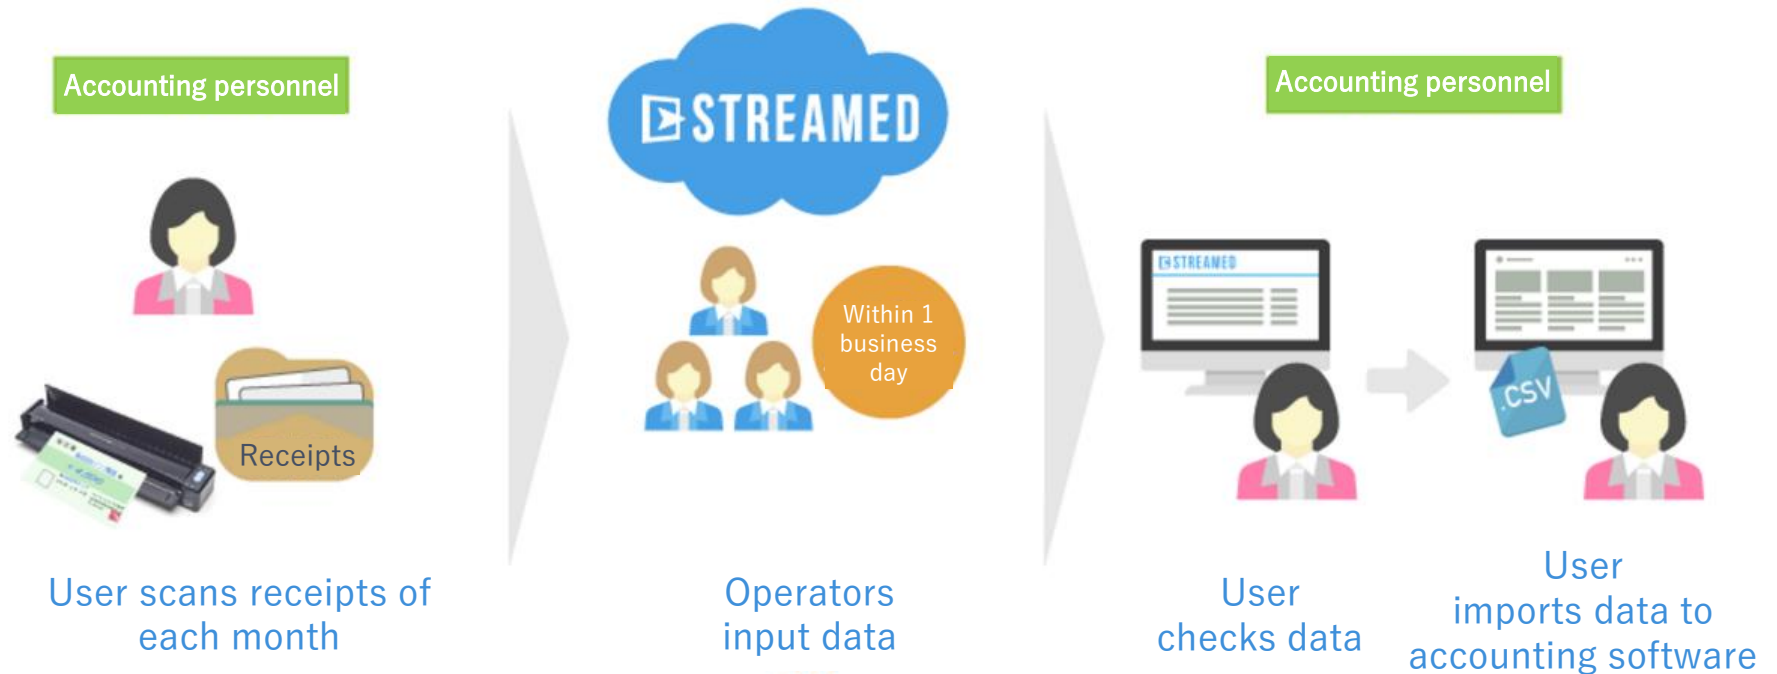 Accounting personnel
Receipts
User scans receipts of
each month
STREAMED
Within 1
business
day
Operators
input data
Accounting personnel
STREAMED
.CSV
User
checks data
User
imports data to
accounting software